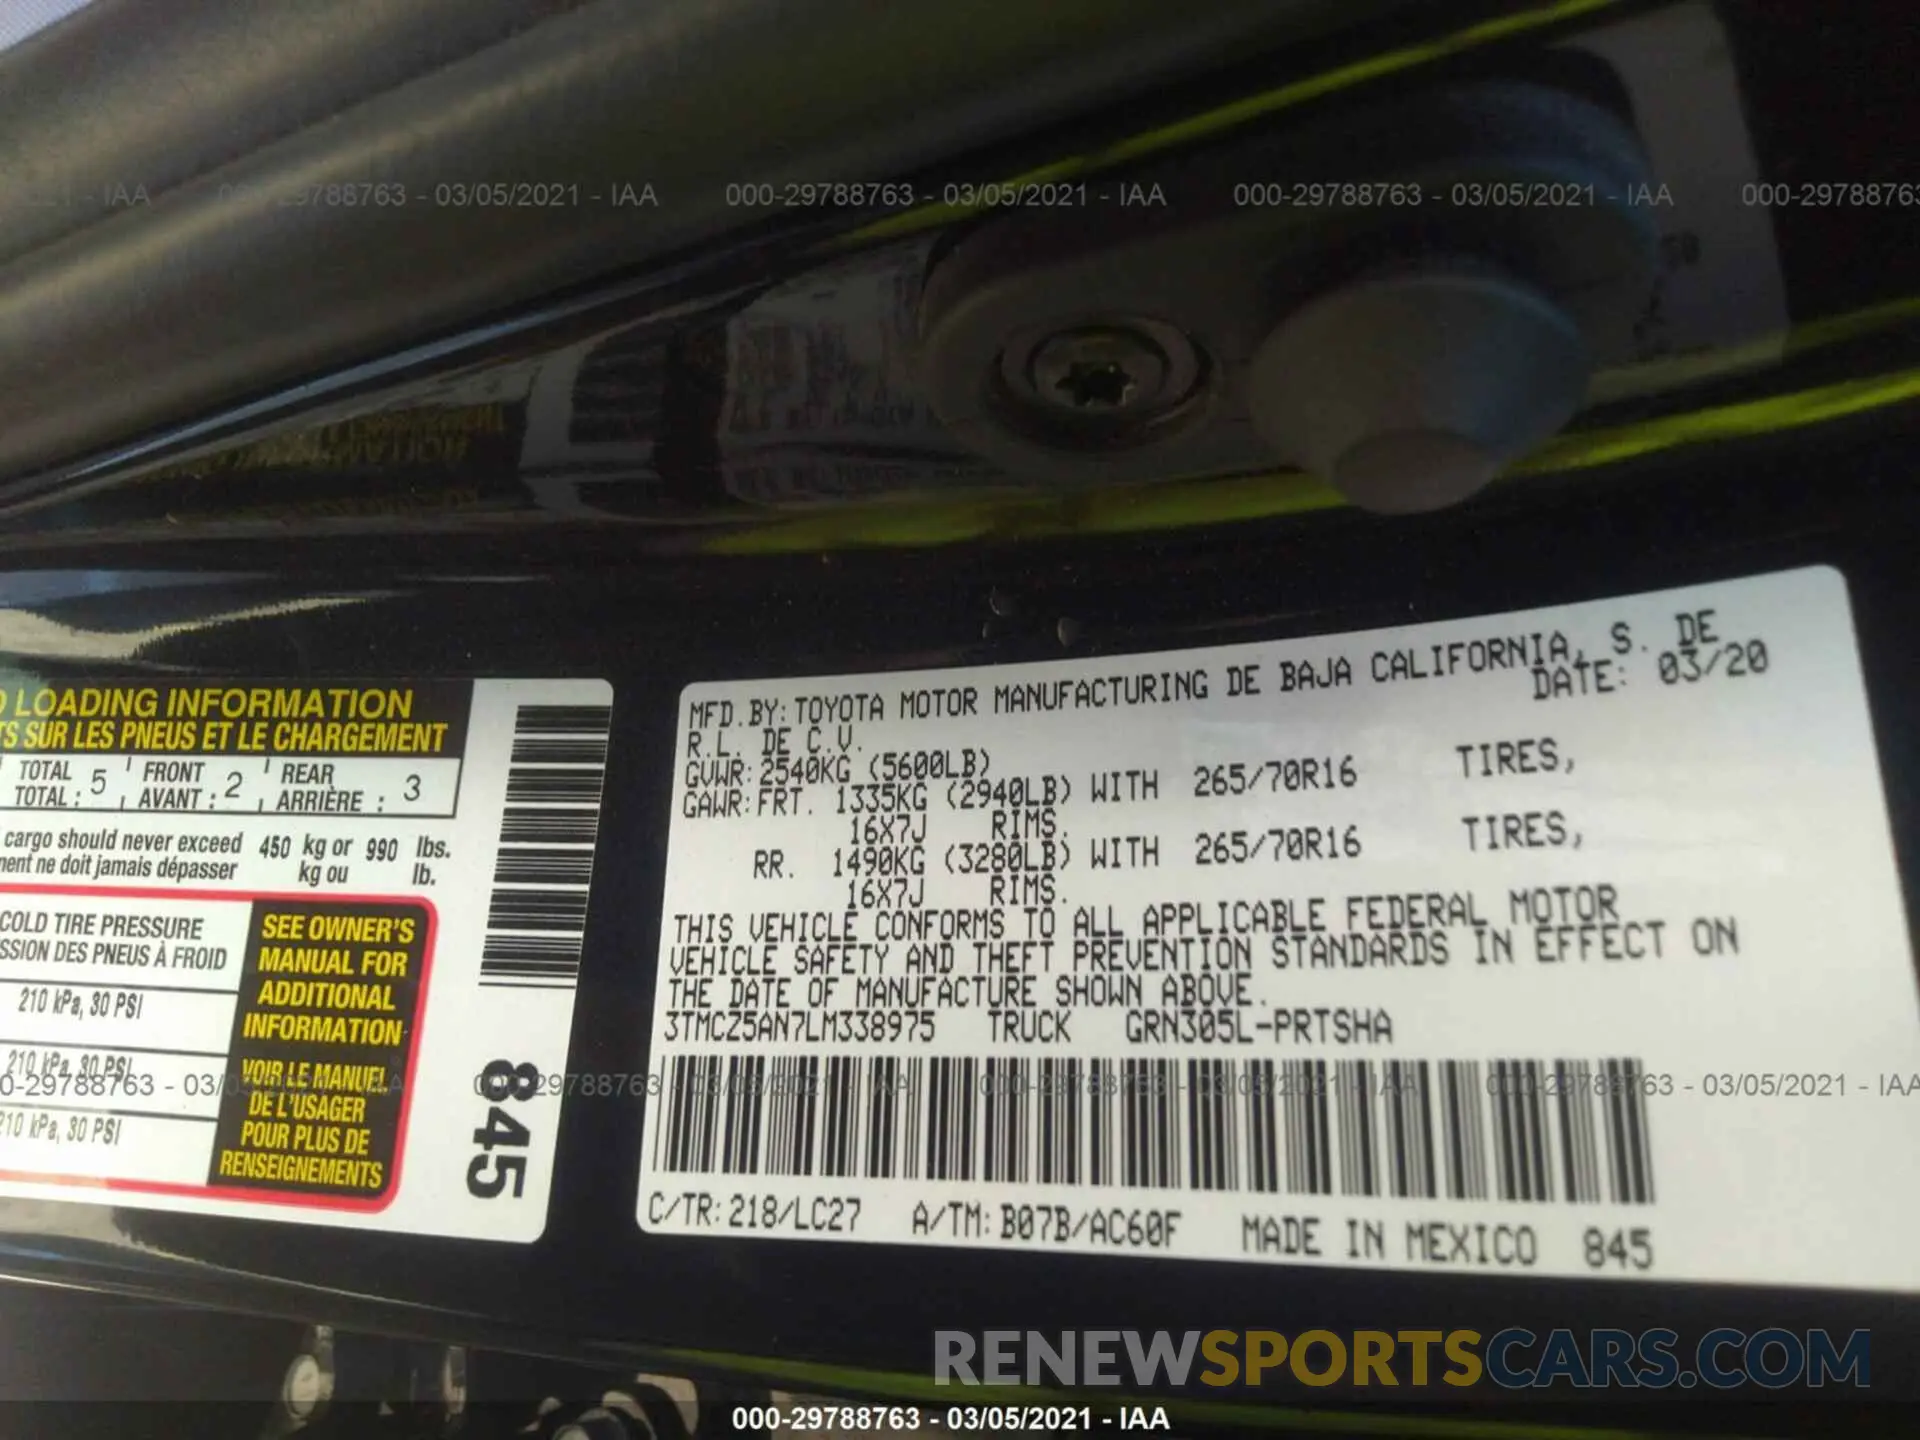 000-29788763 - 03/05/2021 - IAA
000-29788763 - 03/05/2021 - IAA
000-29788763 - 03/05/2021 - IAA
LOADING INFORMATION
SUR LES PNEUS ET LE CHARGEMENT
TOTAL 5 FRONT 2 REAR 3
TOTAL : AVANT : ARRIÈRE :
cargo should never exceed 450 kg or 990 lbs.
ne doit jamais dépasser kg ou lb.
COLD TIRE PRESSURE
DES PNEUS À FROID
210 kPa, 30 PSI
210 kPa, 30 PSI
210 kPa, 30 PSI
SEE OWNER'S
MANUAL FOR
ADDITIONAL
INFORMATION
VOIR LE MANUEL
DE L'USAGER
POUR PLUS DE
RENSEIGNEMENTS
845
MFD.BY: TOYOTA MOTOR MANUFACTURING DE BAJA CALIFORNIA, S. DE
R.L. DE C.V. DATE: 03/20
GVWR: 2540KG (5600LB)
GAWR: FRT. 1335KG (2940LB) WITH 265/70R16 TIRES,
16X7J RIMS.
RR. 1490KG (3280LB) WITH 265/70R16 TIRES,
16X7J RIMS.
THIS VEHICLE CONFORMS TO ALL APPLICABLE FEDERAL MOTOR
VEHICLE SAFETY AND THEFT PREVENTION STANDARDS IN EFFECT ON
THE DATE OF MANUFACTURE SHOWN ABOVE.
3TMCZ5AN7LM338975 TRUCK GRN305L-PRTSHA
C/TR: 218/LC27 A/TM: B07B/AC60F MADE IN MEXICO 845
RENEWSPORTSCARS.COM
000-29788763 - 03/05/2021 - IAA